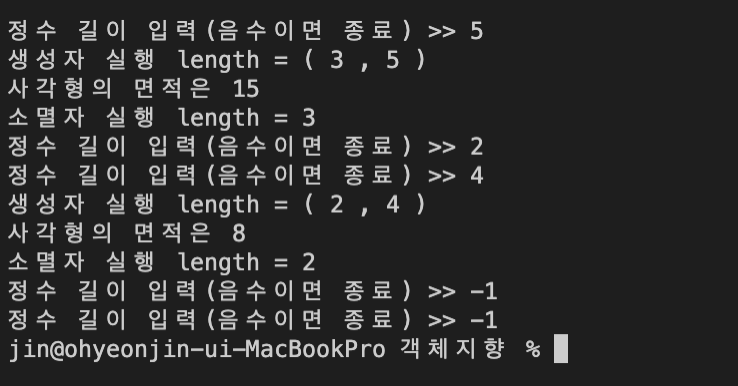 정수 길이 입력(음수이면 종료) >> 5
생성자 실행 length = ( 3 , 5 )
사각형의 면적은 15
소멸자 실행 length = 3
정수 길이 입력(음수이면 종료) >> 2
정수 길이 입력(음수이면 종료) >> 4
생성자 실행 length = ( 2 , 4 )
사각형의 면적은 8
소멸자 실행 length = 2
정수 길이 입력(음수이면 종료) >> -1
정수 길이 입력(음수이면 종료) >> -1
jin@ohyeonjin-ui-MacBookPro 객체지향 %